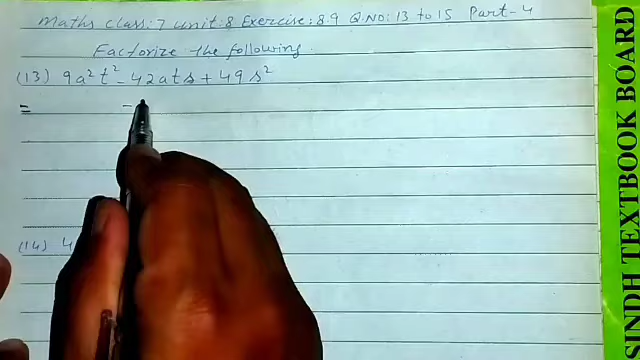 Maths Class:7 Unit:8 Exercise:8.9 Q.NO:13 to 15 Part-4
Factorize the following.
(13) 9a²t² - 42ats + 49s²
= -
(14) 4
SINDH TEXTBOOK BOARD